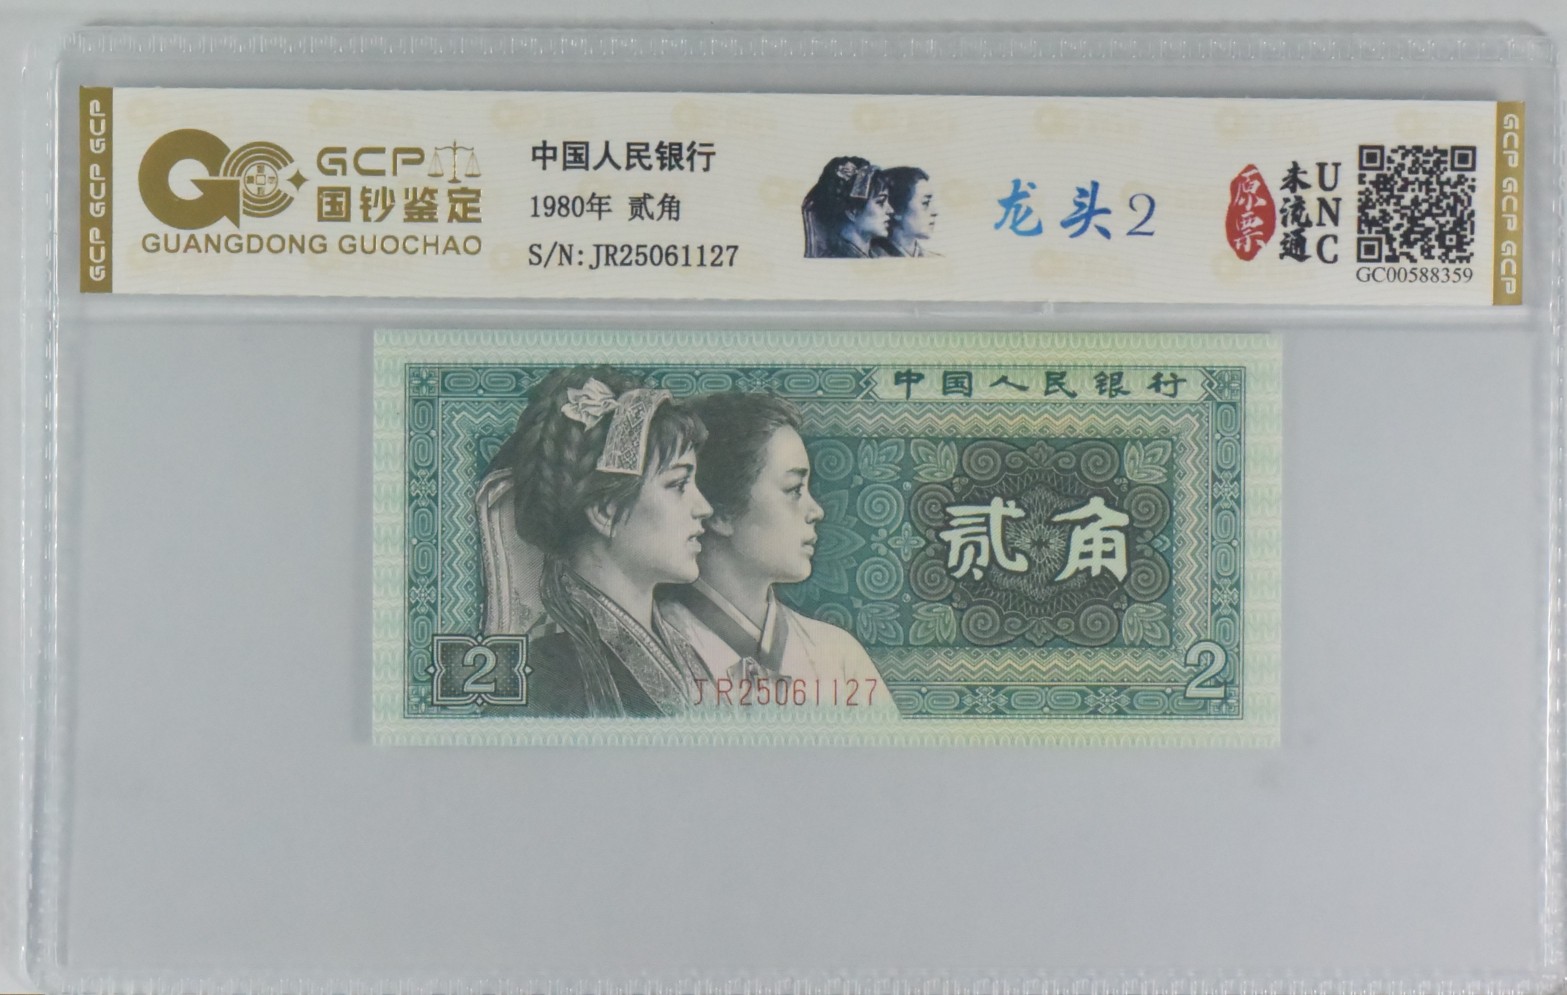 GCP GCP GCP
GCP
国钞鉴定
GUANGDONG GUOCHAO
中国人民银行
1980年 贰角
S/N:JR25061127
龙头2
原票
未流通
UNC
GC00588359
GCP GCP GCP
中国人民银行
贰角
2
2
JR25061127